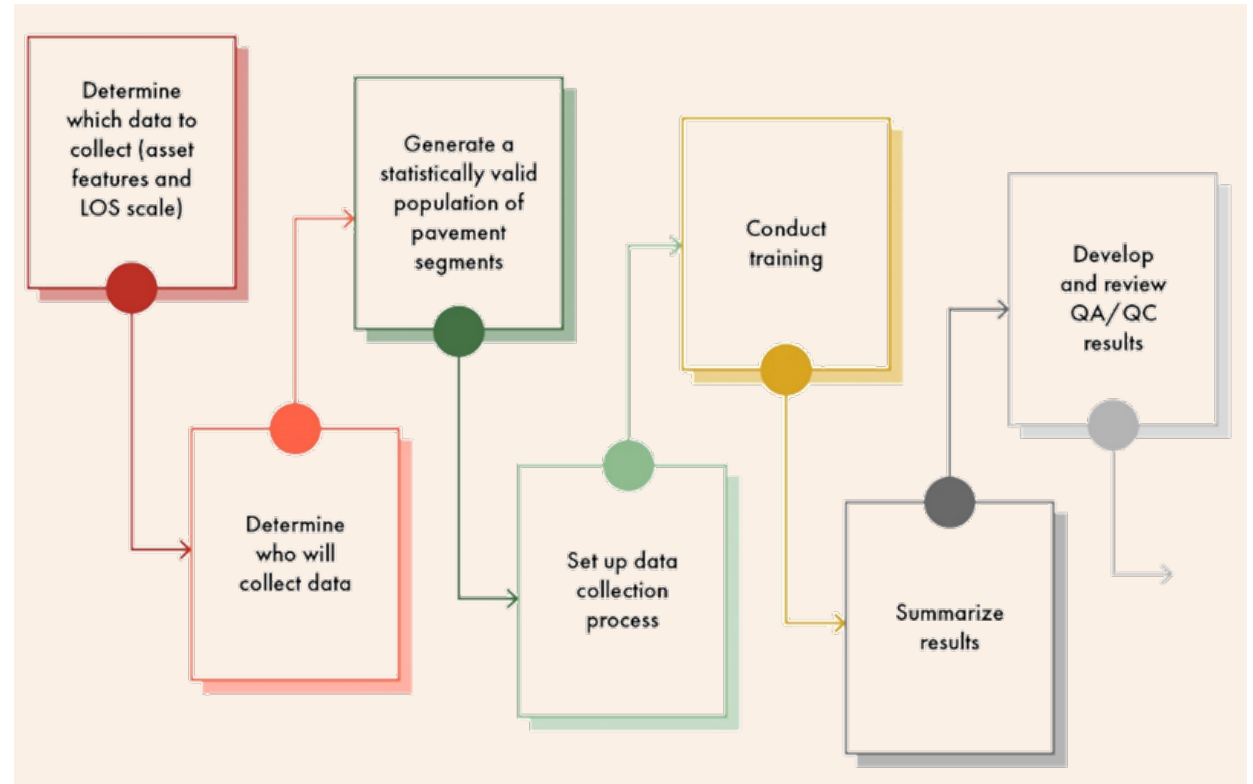 Determine
which data to
collect (asset
features and
LOS scale)
Determine
who will
collect data
Generate a
statistically valid
population of
pavement
segments
Set up data
collection
process
Conduct
training
Summarize
results
Develop
and review
QA/QC
results